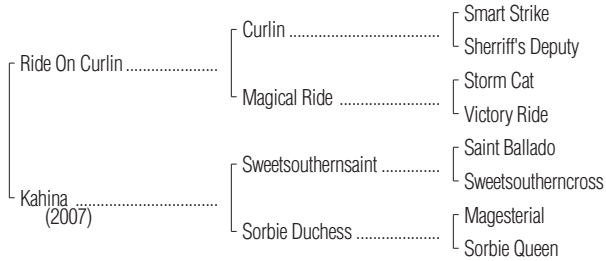 Smart Strike
Curlin ..............................
Sherriff's Deputy
Ride On Curlin ......................
Storm Cat
Magical Ride ....................
Victory Ride
Saint Ballado
Sweetsouthernsaint ..............
Sweetsoutherncross
Kahina ..................................
(2007)
Magesterial
Sorbie Duchess ....................
Sorbie Queen